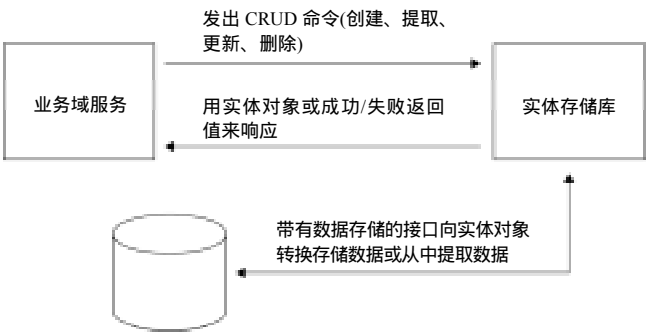 发出 CRUD 命令(创建、提取、
更新、删除)
业务域服务
用实体对象或成功/失败返回
值来响应
实体存储库
带有数据存储的接口向实体对象
转换存储数据或从中提取数据